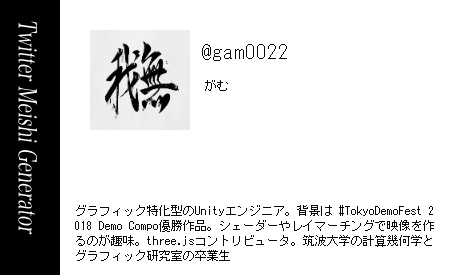 Twitter Meishi Generator
我無
@gam0022
がむ
グラフィック特化型のUnityエンジニア。背景は #TokyoDemoFest 2
018 Demo Compo優勝作品。シェーダーやレイマーチングで映像を作
るのが趣味。three.jsコントリビュータ。筑波大学の計算幾何学と
グラフィック研究室の卒業生